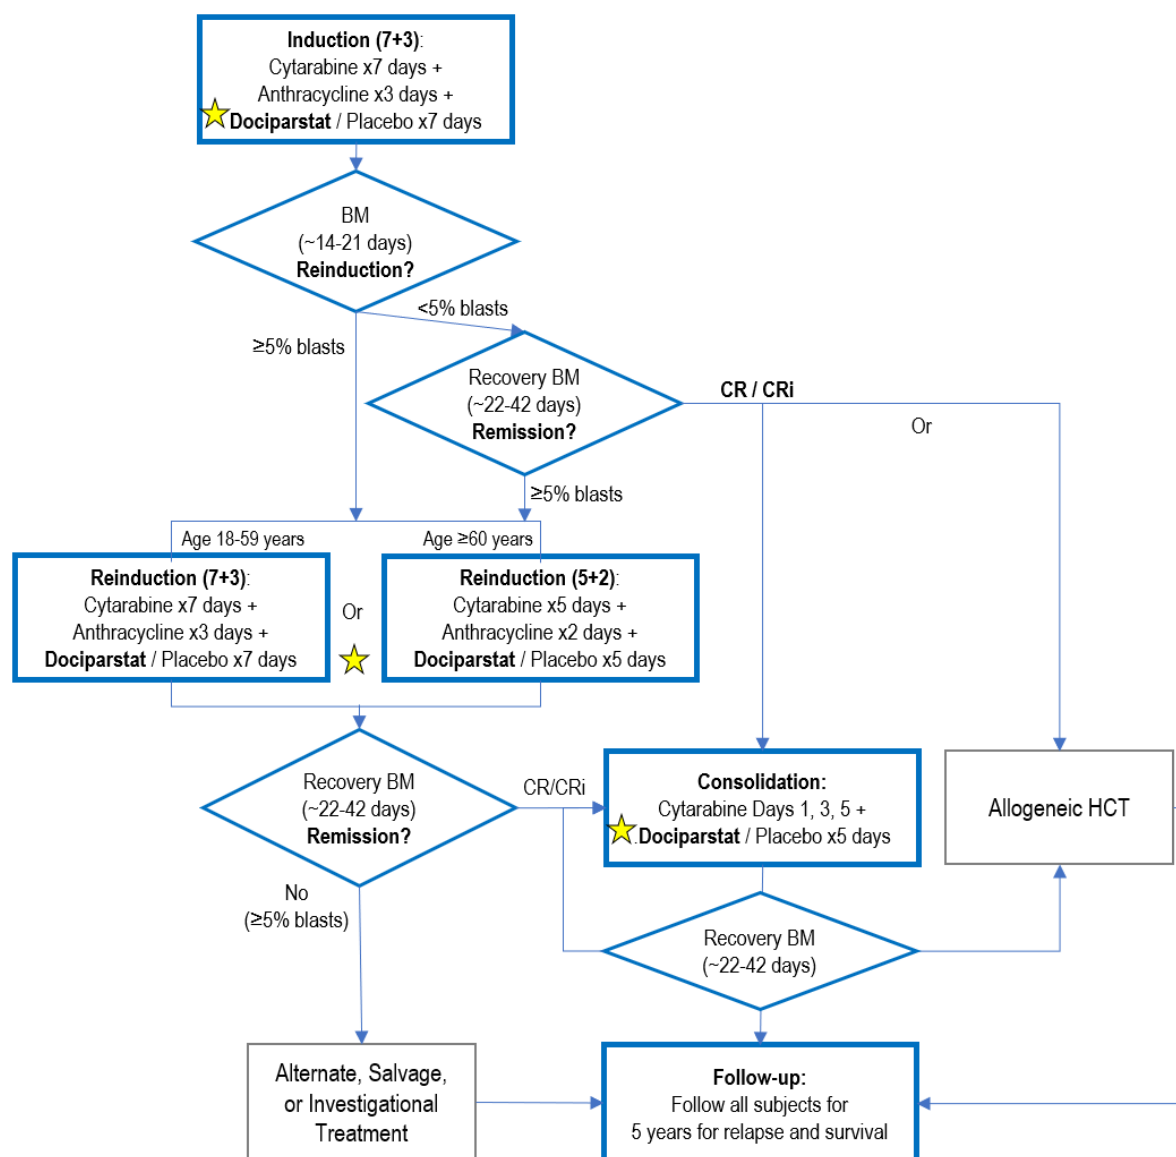 Induction (7+3):
Cytarabine x7 days +
Anthracycline x3 days +
Dociparstat / Placebo x7 days
BM
(~14-21 days)
Reinduction?
<5% blasts
≥5% blasts
Recovery BM
(~22-42 days)
Remission?
CR / CRi
Or
≥5% blasts
Age 18-59 years
Age ≥60 years
Reinduction (7+3):
Cytarabine x7 days +
Anthracycline x3 days +
Dociparstat / Placebo x7 days
Or
Reinduction (5+2):
Cytarabine x5 days +
Anthracycline x2 days +
Dociparstat / Placebo x5 days
Recovery BM
(~22-42 days)
Remission?
CR/CRi
Consolidation:
Cytarabine Days 1, 3, 5 +
.Dociparstat / Placebo x5 days
Allogeneic HCT
No
(≥5% blasts)
Recovery BM
(~22-42 days)
Alternate, Salvage,
or Investigational
Treatment
Follow-up:
Follow all subjects for
5 years for relapse and survival